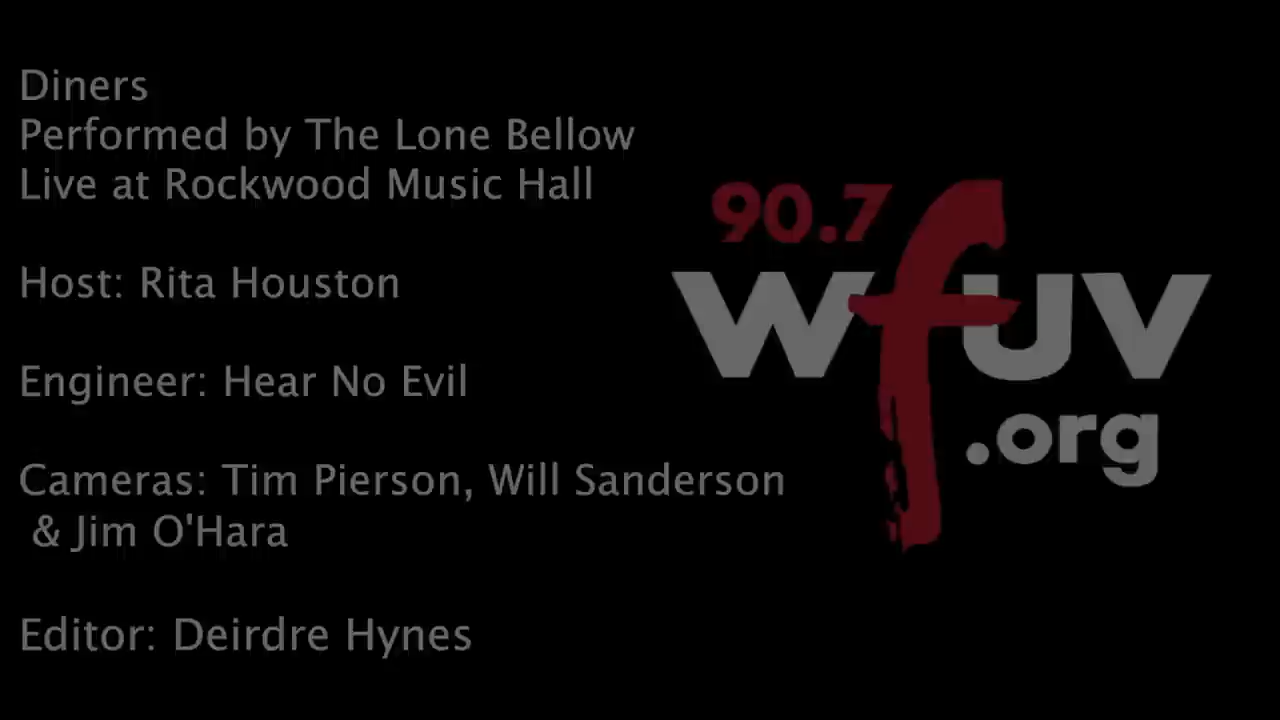 Diners
Performed by The Lone Bellow
Live at Rockwood Music Hall
Host: Rita Houston
Engineer: Hear No Evil
Cameras: Tim Pierson, Will Sanderson
& Jim O'Hara
Editor: Deirdre Hynes
90.7
wfuv
.org